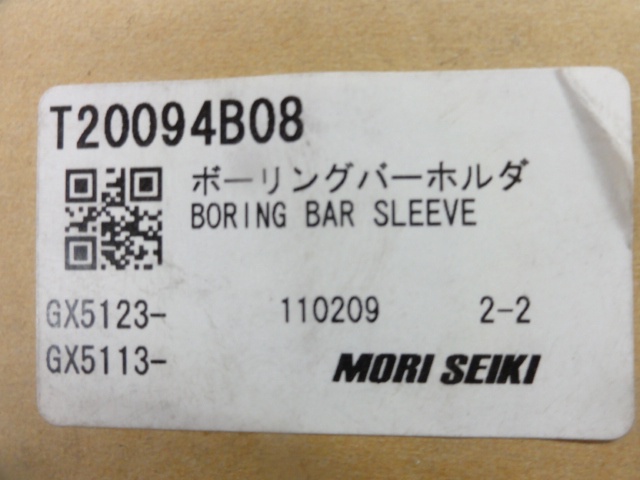 T20094B08
ボーリングバーホルダ
BORING BAR SLEEVE
GX5123- 110209 2-2
GX5113-
MORI SEIKI